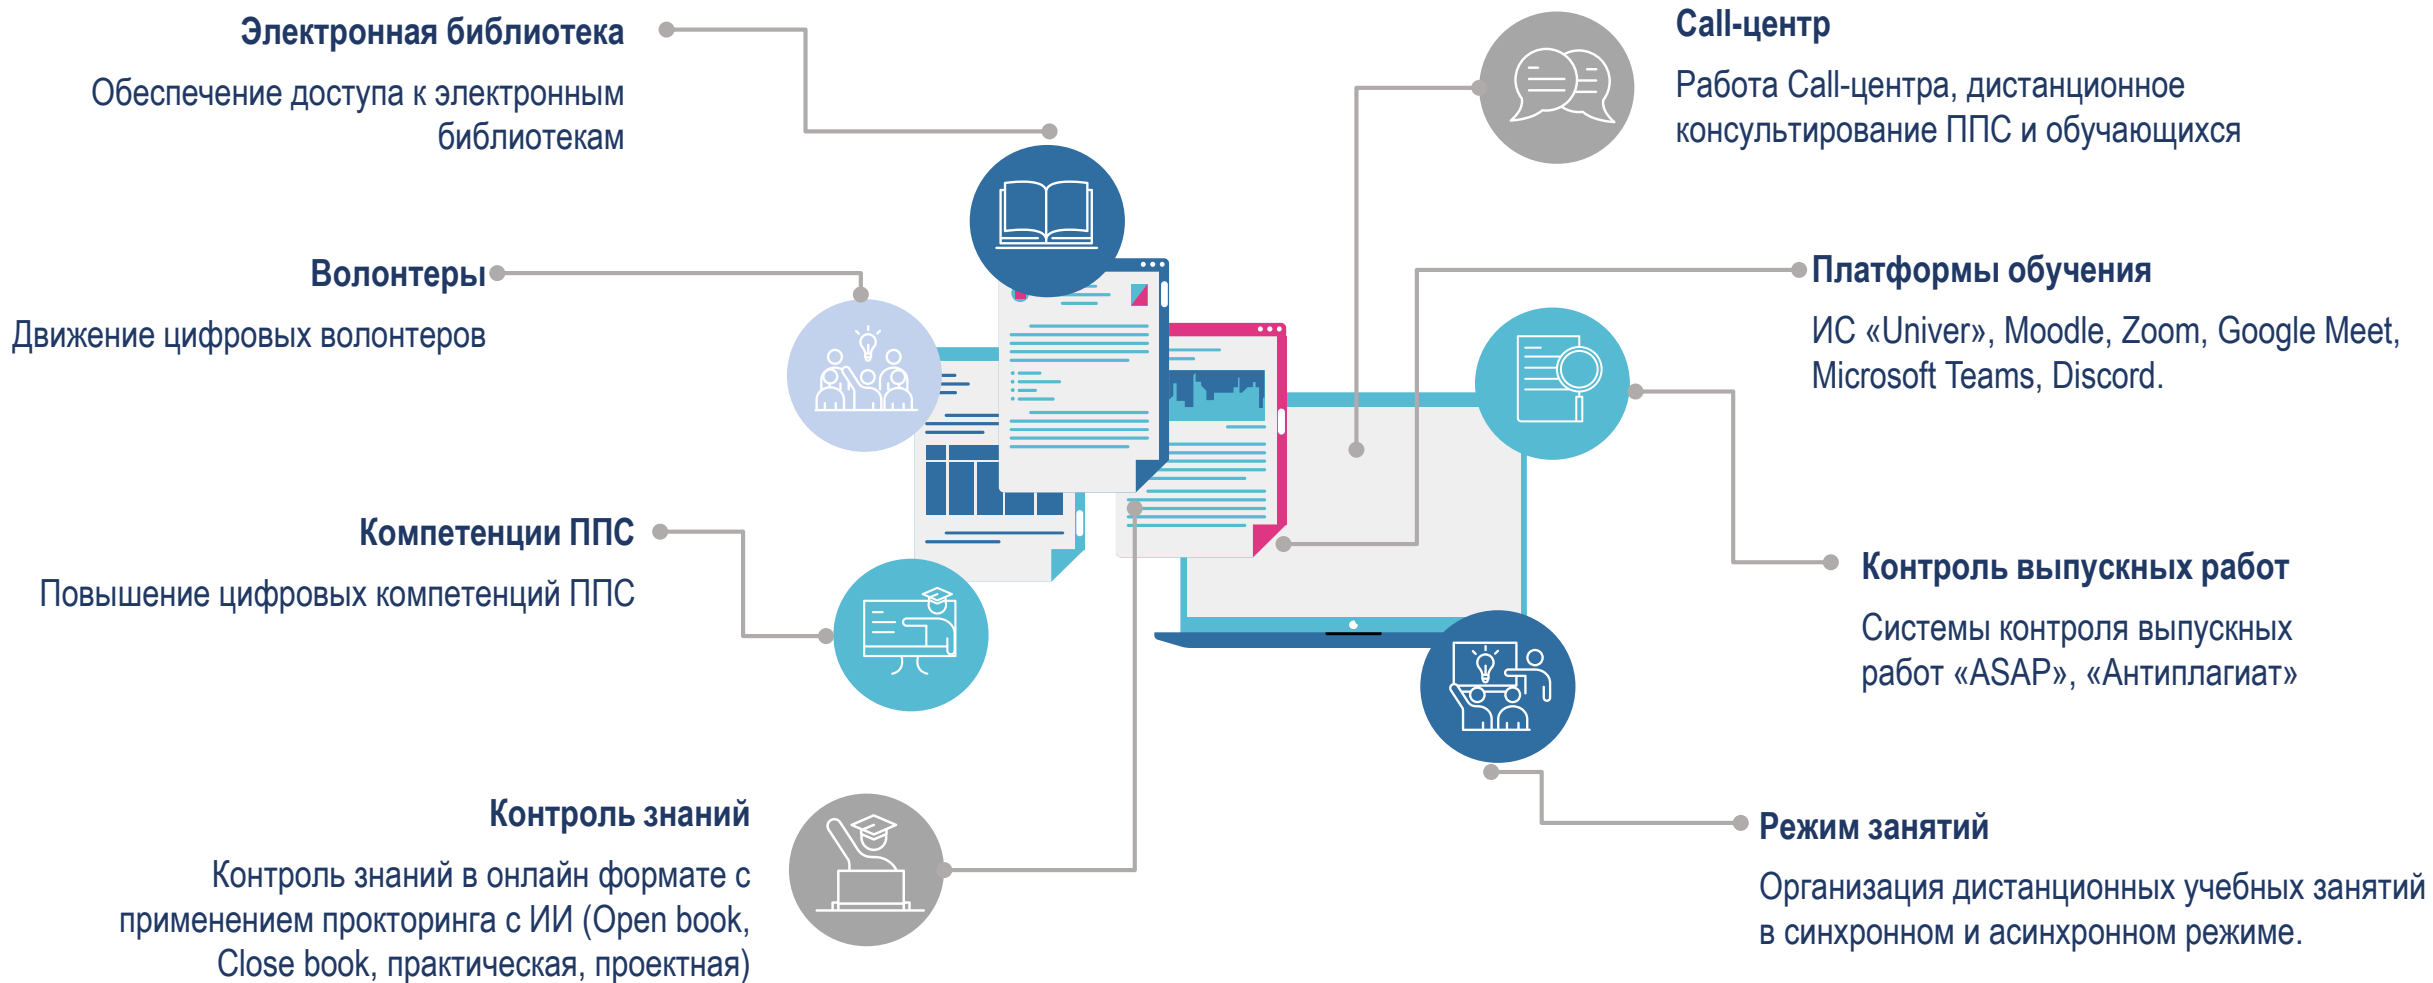 Электронная библиотека
Обеспечение доступа к электронным
библиотекам
Волонтеры
Движение цифровых волонтеров
Компетенции ППС
Повышение цифровых компетенций ППС
Контроль знаний
Контроль знаний в онлайн формате с
применением прокторинга с ИИ (Open book,
Close book, практическая, проектная)
Call-центр
Работа Call-центра, дистанционное
консультирование ППС и обучающихся
Платформы обучения
ИС «Univer», Moodle, Zoom, Google Meet,
Microsoft Teams, Discord.
Контроль выпускных работ
Системы контроля выпускных
работ «ASAP», «Антиплагиат»
Режим занятий
Организация дистанционных учебных занятий
в синхронном и асинхронном режиме.